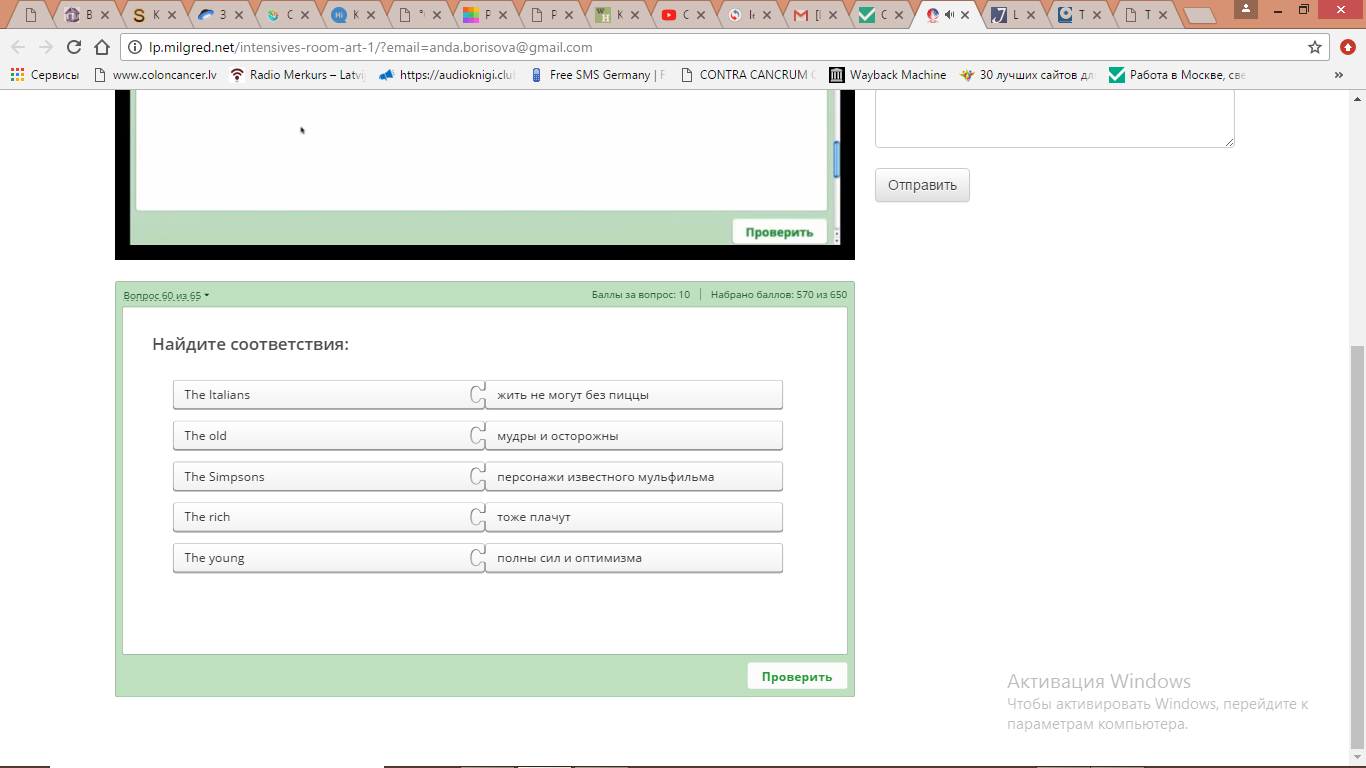 B
K
З
C
K
P
P
K
C
[
C
L
T
T
lp.milgred.net/intensives-room-art-1/?email=anda.borisova@gmail.com
Сервисы
www.coloncancer.lv
Radio Merkurs – Latvij
https://audioknigi.clu
Free SMS Germany | F
CONTRA CANCRUM C
Wayback Machine
30 лучших сайтов дл
Работа в Москве, све
»
Отправить
Проверить
Вопрос 60 из 65
Баллы за вопрос: 10 | Набрано баллов: 570 из 650
Найдите соответствия:
The Italians жить не могут без пиццы
The old мудры и осторожны
The Simpsons персонажи известного мульфильма
The rich тоже плачут
The young полны сил и оптимизма
Проверить
Активация Windows
Чтобы активировать Windows, перейдите к
параметрам компьютера.